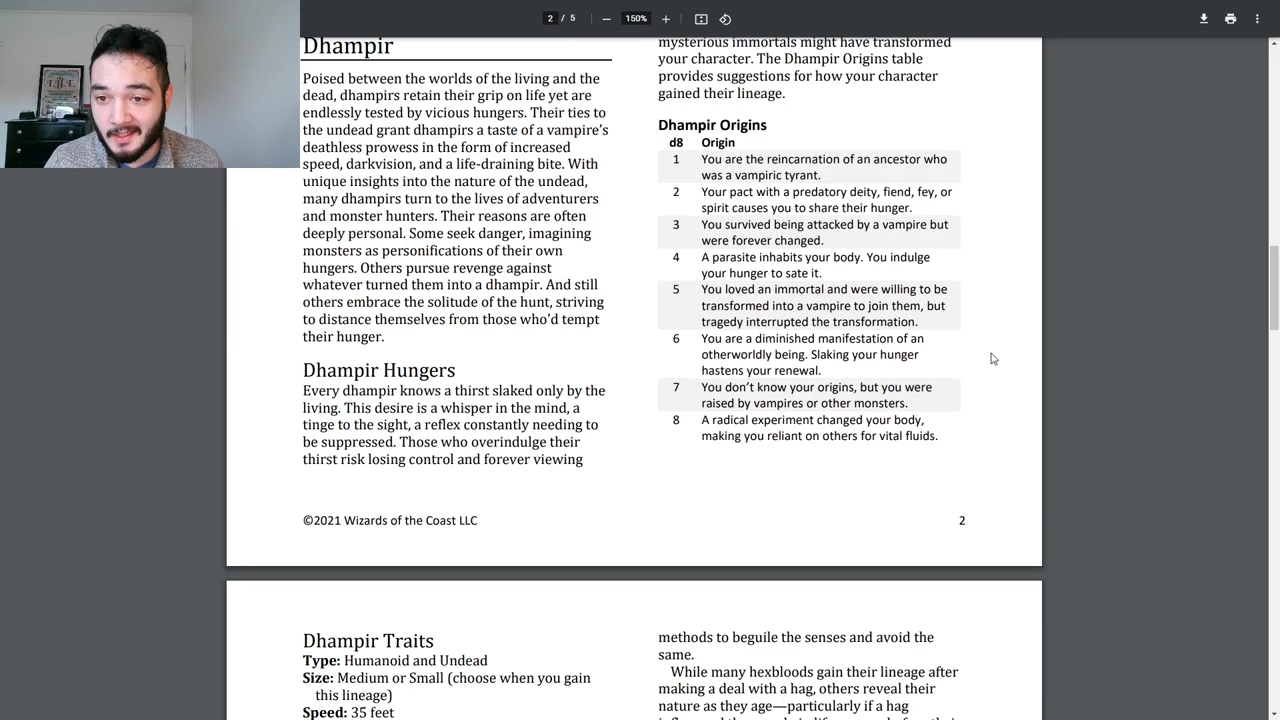 2 / 5
150%
Dhampir
Poised between the worlds of the living and the
dead, dhampirs retain their grip on life yet are
endlessly tested by vicious hungers. Their ties to
the undead grant dhampirs a taste of a vampire's
deathless prowess in the form of increased
speed, darkvision, and a life-draining bite. With
unique insights into the nature of the undead,
many dhampirs turn to the lives of adventurers
and monster hunters. Their reasons are often
deeply personal. Some seek danger, imagining
monsters as personifications of their own
hungers. Others pursue revenge against
whatever turned them into a dhampir. And still
others embrace the solitude of the hunt, striving
to distance themselves from those who'd tempt
their hunger.
Dhampir Hungers
Every dhampir knows a thirst slaked only by the
living. This desire is a whisper in the mind, a
tinge to the sight, a reflex constantly needing to
be suppressed. Those who overindulge their
thirst risk losing control and forever viewing
mysterious immortals might have transformed
your character. The Dhampir Origins table
provides suggestions for how your character
gained their lineage.
Dhampir Origins
d8 Origin
1 You are the reincarnation of an ancestor who
was a vampiric tyrant.
2 Your pact with a predatory deity, fiend, fey, or
spirit causes you to share their hunger.
3 You survived being attacked by a vampire but
were forever changed.
4 A parasite inhabits your body. You indulge
your hunger to sate it.
5 You loved an immortal and were willing to be
transformed into a vampire to join them, but
tragedy interrupted the transformation.
6 You are a diminished manifestation of an
otherworldly being. Slaking your hunger
hastens your renewal.
7 You don't know your origins, but you were
raised by vampires or other monsters.
8 A radical experiment changed your body,
making you reliant on others for vital fluids.
©2021 Wizards of the Coast LLC
2
Dhampir Traits
Type: Humanoid and Undead
Size: Medium or Small (choose when you gain
this lineage)
Speed: 35 feet
methods to beguile the senses and avoid the
same.
While many hexbloods gain their lineage after
making a deal with a hag, others reveal their
nature as they age—particularly if a hag